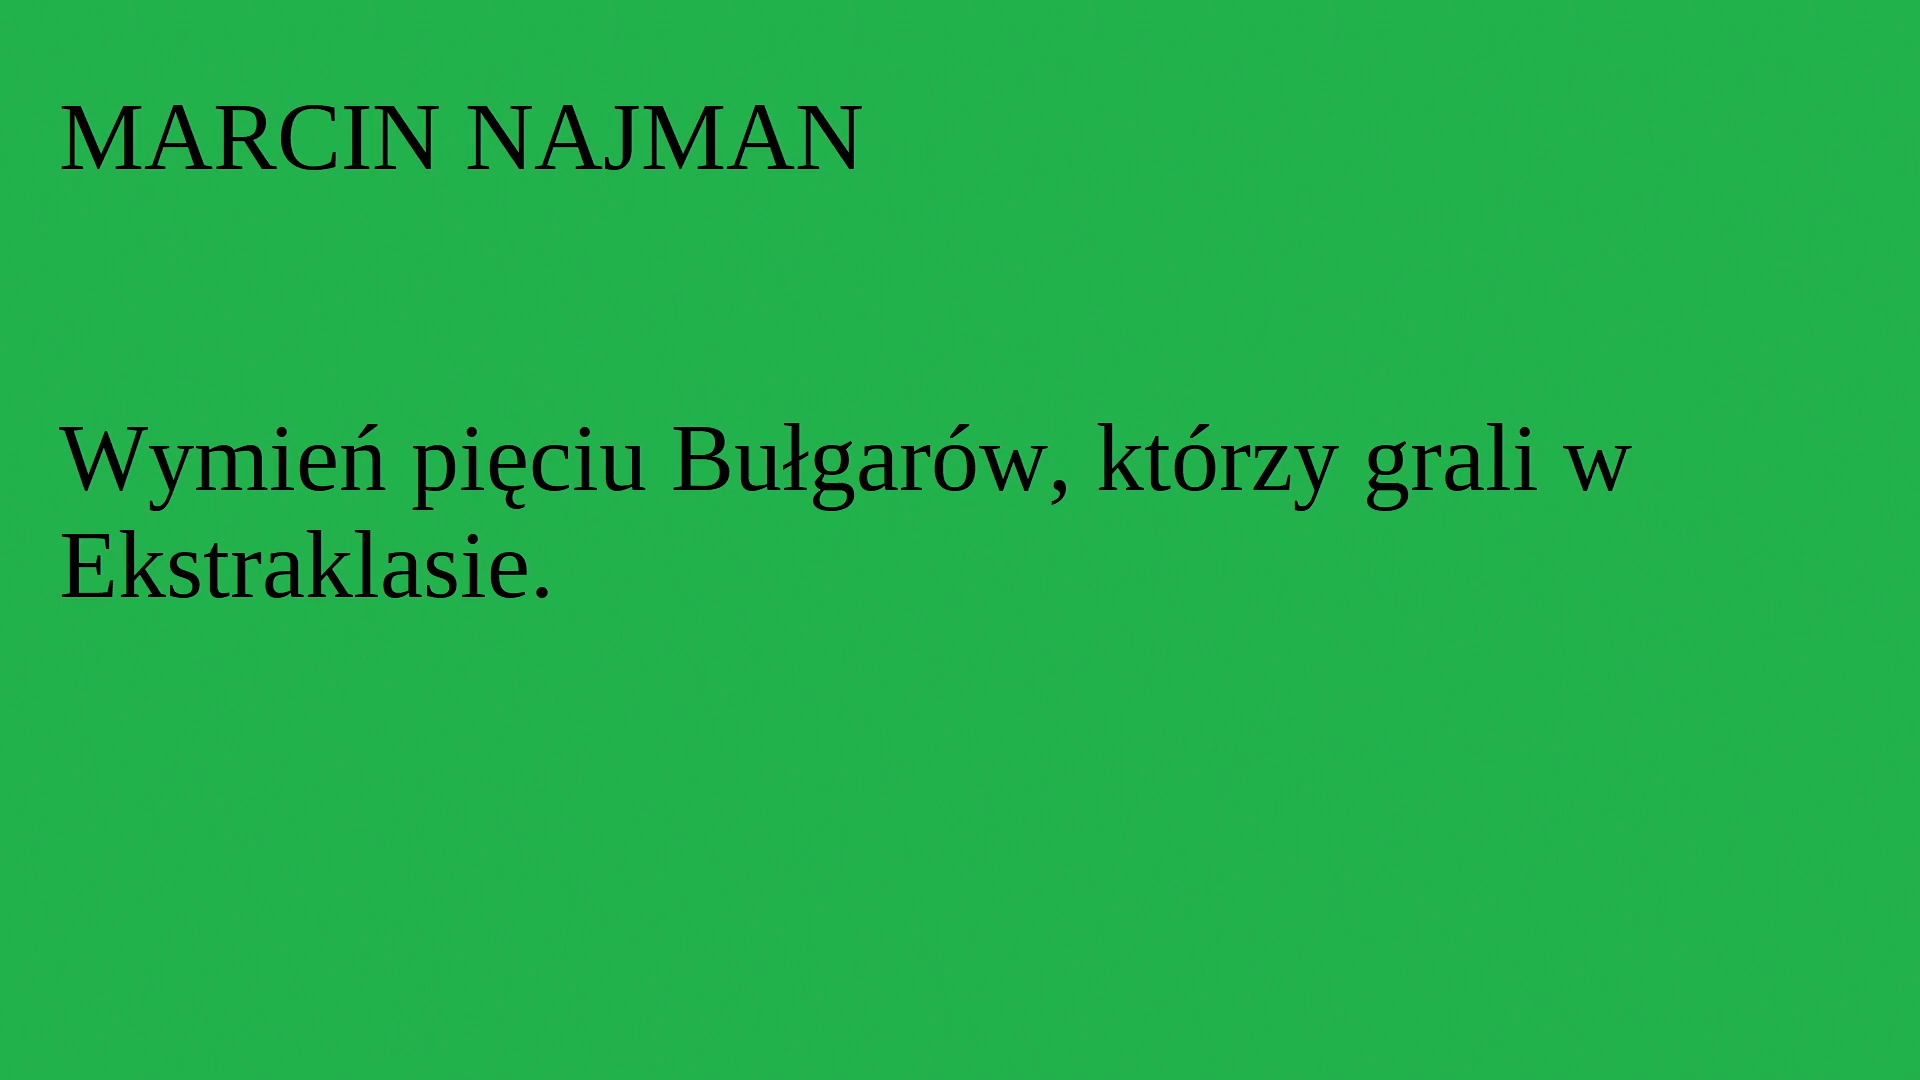 MARCIN NAJMAN
Wymień pięciu Bułgarów, którzy grali w
Ekstraklasie.